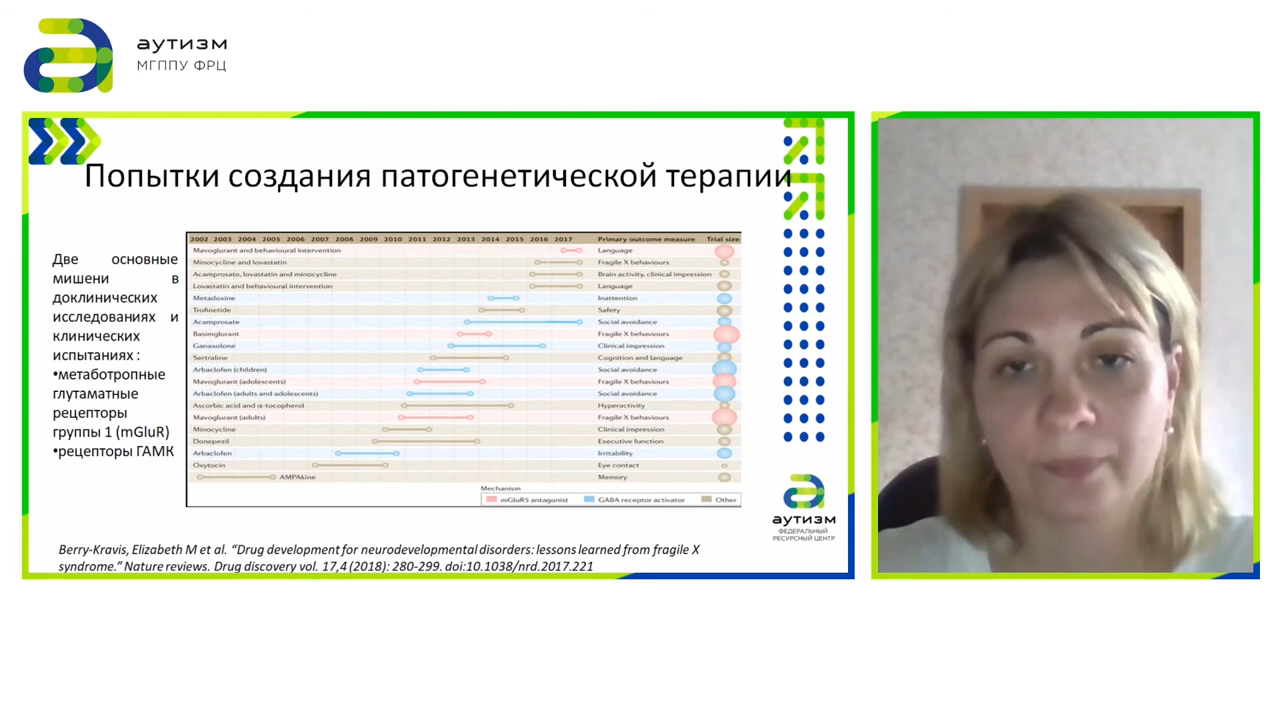 аутизм
МГППУ ФРЦ
Попытки создания патогенетической терапии
Две основные
мишени в
доклинических
исследованиях и
клинических
испытаниях :
•метаботропные
глутаматные
рецепторы
группы 1 (mGluR)
•рецепторы ГАМК
2002 2003 2004 2005 2006 2007 2008 2009 2010 2011 2012 2013 2014 2015 2016 2017 Primary outcome measure Trial size
Mavoglurant and behavioural intervention Language
Minocycline and lovastatin Fragile X behaviours
Acamprosate, lovastatin and minocycline Brain activity, clinical impression
Lovastatin and behavioural intervention Language
Metadoxine Inattention
Trofinetide Safety
Acamprosate Social avoidance
Basimglurant Fragile X behaviours
Ganaxolone Clinical impression
Sertraline Cognition and language
Arbaclofen (children) Social avoidance
Mavoglurant (adolescents) Fragile X behaviours
Arbaclofen (adults and adolescents) Social avoidance
Ascorbic acid and α-tocopherol Hyperactivity
Mavoglurant (adults) Fragile X behaviours
Minocycline Clinical impression
Donepezil Executive function
Arbaclofen Irritability
Oxytocin Eye contact
AMPAkine Memory
Mechanism
mGluR5 antagonist GABA receptor activator Other
аутизм
ФЕДЕРАЛЬНЫЙ
РЕСУРСНЫЙ ЦЕНТР
Berry-Kravis, Elizabeth M et al. “Drug development for neurodevelopmental disorders: lessons learned from fragile X
syndrome.” Nature reviews. Drug discovery vol. 17,4 (2018): 280-299. doi:10.1038/nrd.2017.221